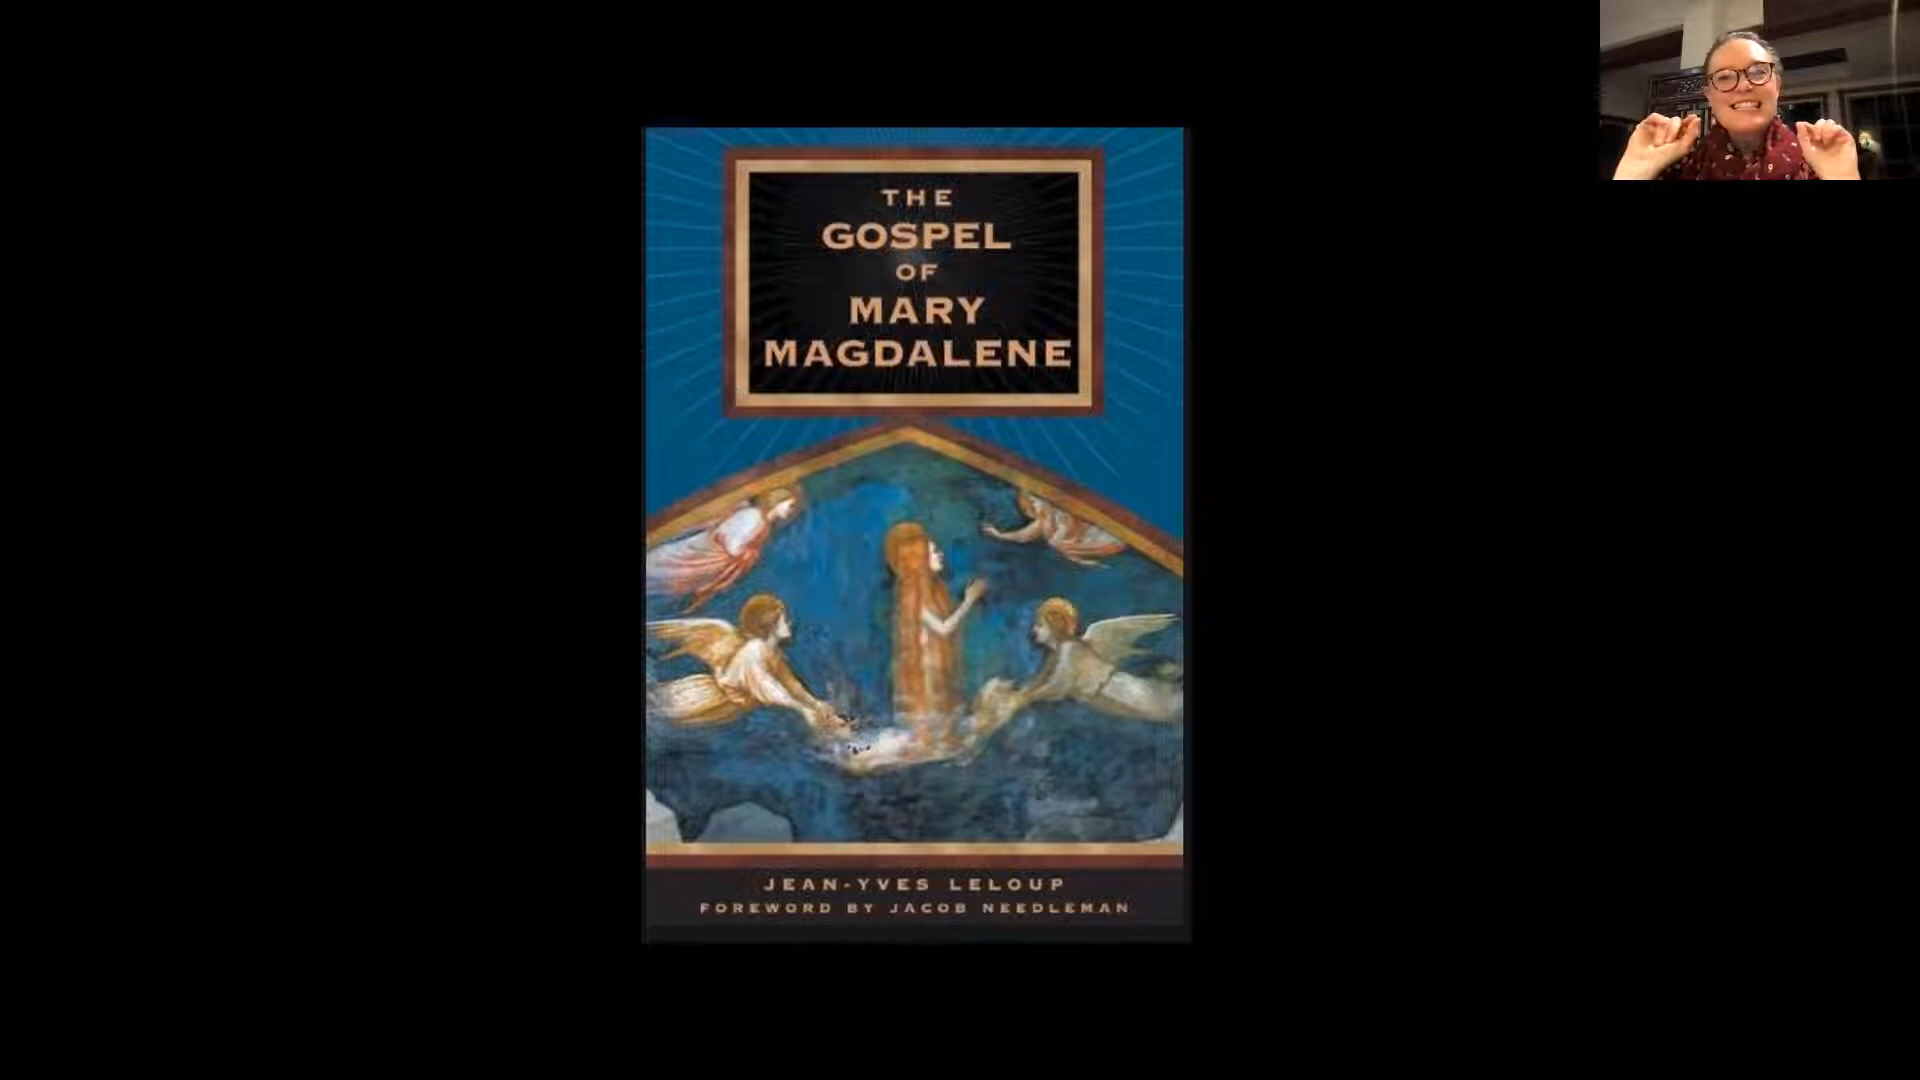 THE
GOSPEL
OF
MARY
MAGDALENE
JEAN-YVES LELOUP
FOREWORD BY JACOB NEEDLEMAN